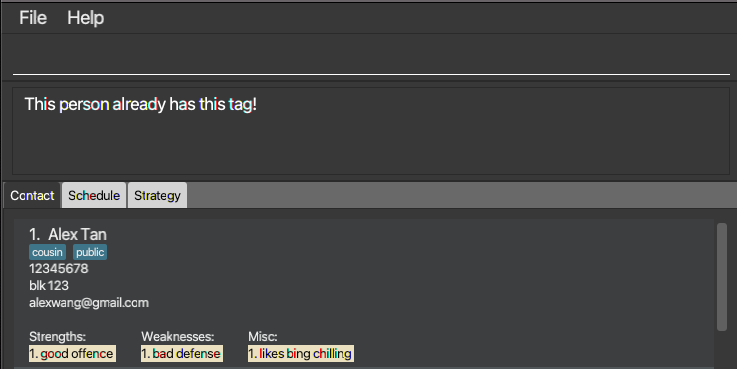 File Help
This person already has this tag!
Contact Schedule Strategy
1. Alex Tan
cousin public
12345678
blk 123
alexwang@gmail.com
Strengths: Weaknesses: Misc:
1. good offence 1. bad defense 1. likes bing chilling